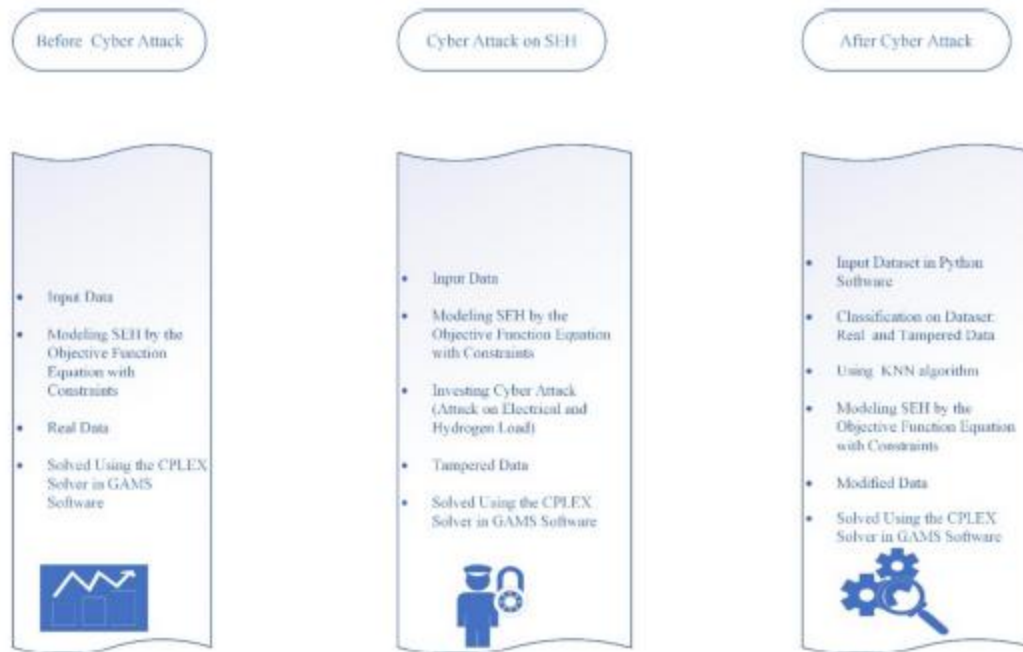 Before Cyber Attack
Cyber Attack on SEH
After Cyber Attack
• Input Data
• Modeling SEH by the
Objective Function
Equation with
Constraints
• Real Data
• Solved Using the CPLEX
Solver in GAMS
Software
• Input Data
• Modeling SEH by the
Objective Function Equation
with Constraints
• Investing Cyber Attack
(Attack on Electrical and
Hydrogen Load)
• Tampered Data
• Solved Using the CPLEX
Solver in GAMS Software
• Input Dataset in Python
Software
• Classification on Dataset:
Real and Tampered Data
• Using KNN algorithm
• Modeling SEH by the
Objective Function Equation
with Constraints
• Modified Data
• Solved Using the CPLEX
Solver in GAMS Software